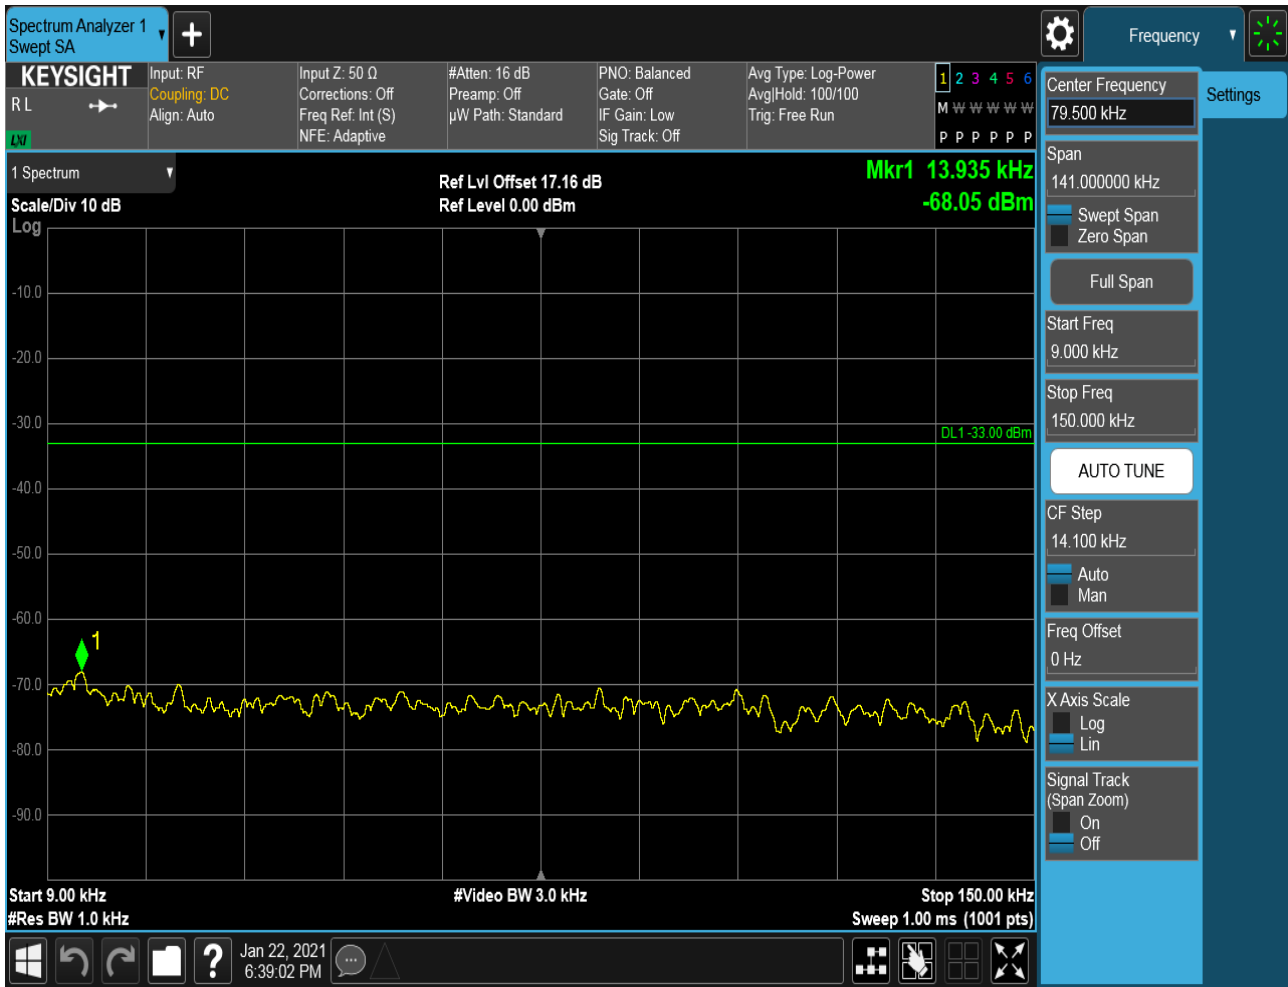 Spectrum Analyzer 1
Swept SA
Frequency
KEYSIGHT
R L
LXI
Input: RF
Coupling: DC
Align: Auto
Input Z: 50 Ω
Corrections: Off
Freq Ref: Int (S)
NFE: Adaptive
#Atten: 16 dB
Preamp: Off
µW Path: Standard
PNO: Balanced
Gate: Off
IF Gain: Low
Sig Track: Off
Avg Type: Log-Power
Avg|Hold: 100/100
Trig: Free Run
1 2 3 4 5 6
M W W W W W
P P P P P P
1 Spectrum
Scale/Div 10 dB
Log
Ref Lvl Offset 17.16 dB
Ref Level 0.00 dBm
Mkr1 13.935 kHz
-68.05 dBm
-10.0
-20.0
-30.0
DL1 -33.00 dBm
-40.0
-50.0
-60.0
1
-70.0
-80.0
-90.0
Start 9.00 kHz
#Video BW 3.0 kHz
Stop 150.00 kHz
#Res BW 1.0 kHz
Sweep 1.00 ms (1001 pts)
Jan 22, 2021
6:39:02 PM
Center Frequency
79.500 kHz
Settings
Span
141.000000 kHz
Swept Span
Zero Span
Full Span
Start Freq
9.000 kHz
Stop Freq
150.000 kHz
AUTO TUNE
CF Step
14.100 kHz
Auto
Man
Freq Offset
0 Hz
X Axis Scale
Log
Lin
Signal Track
(Span Zoom)
On
Off